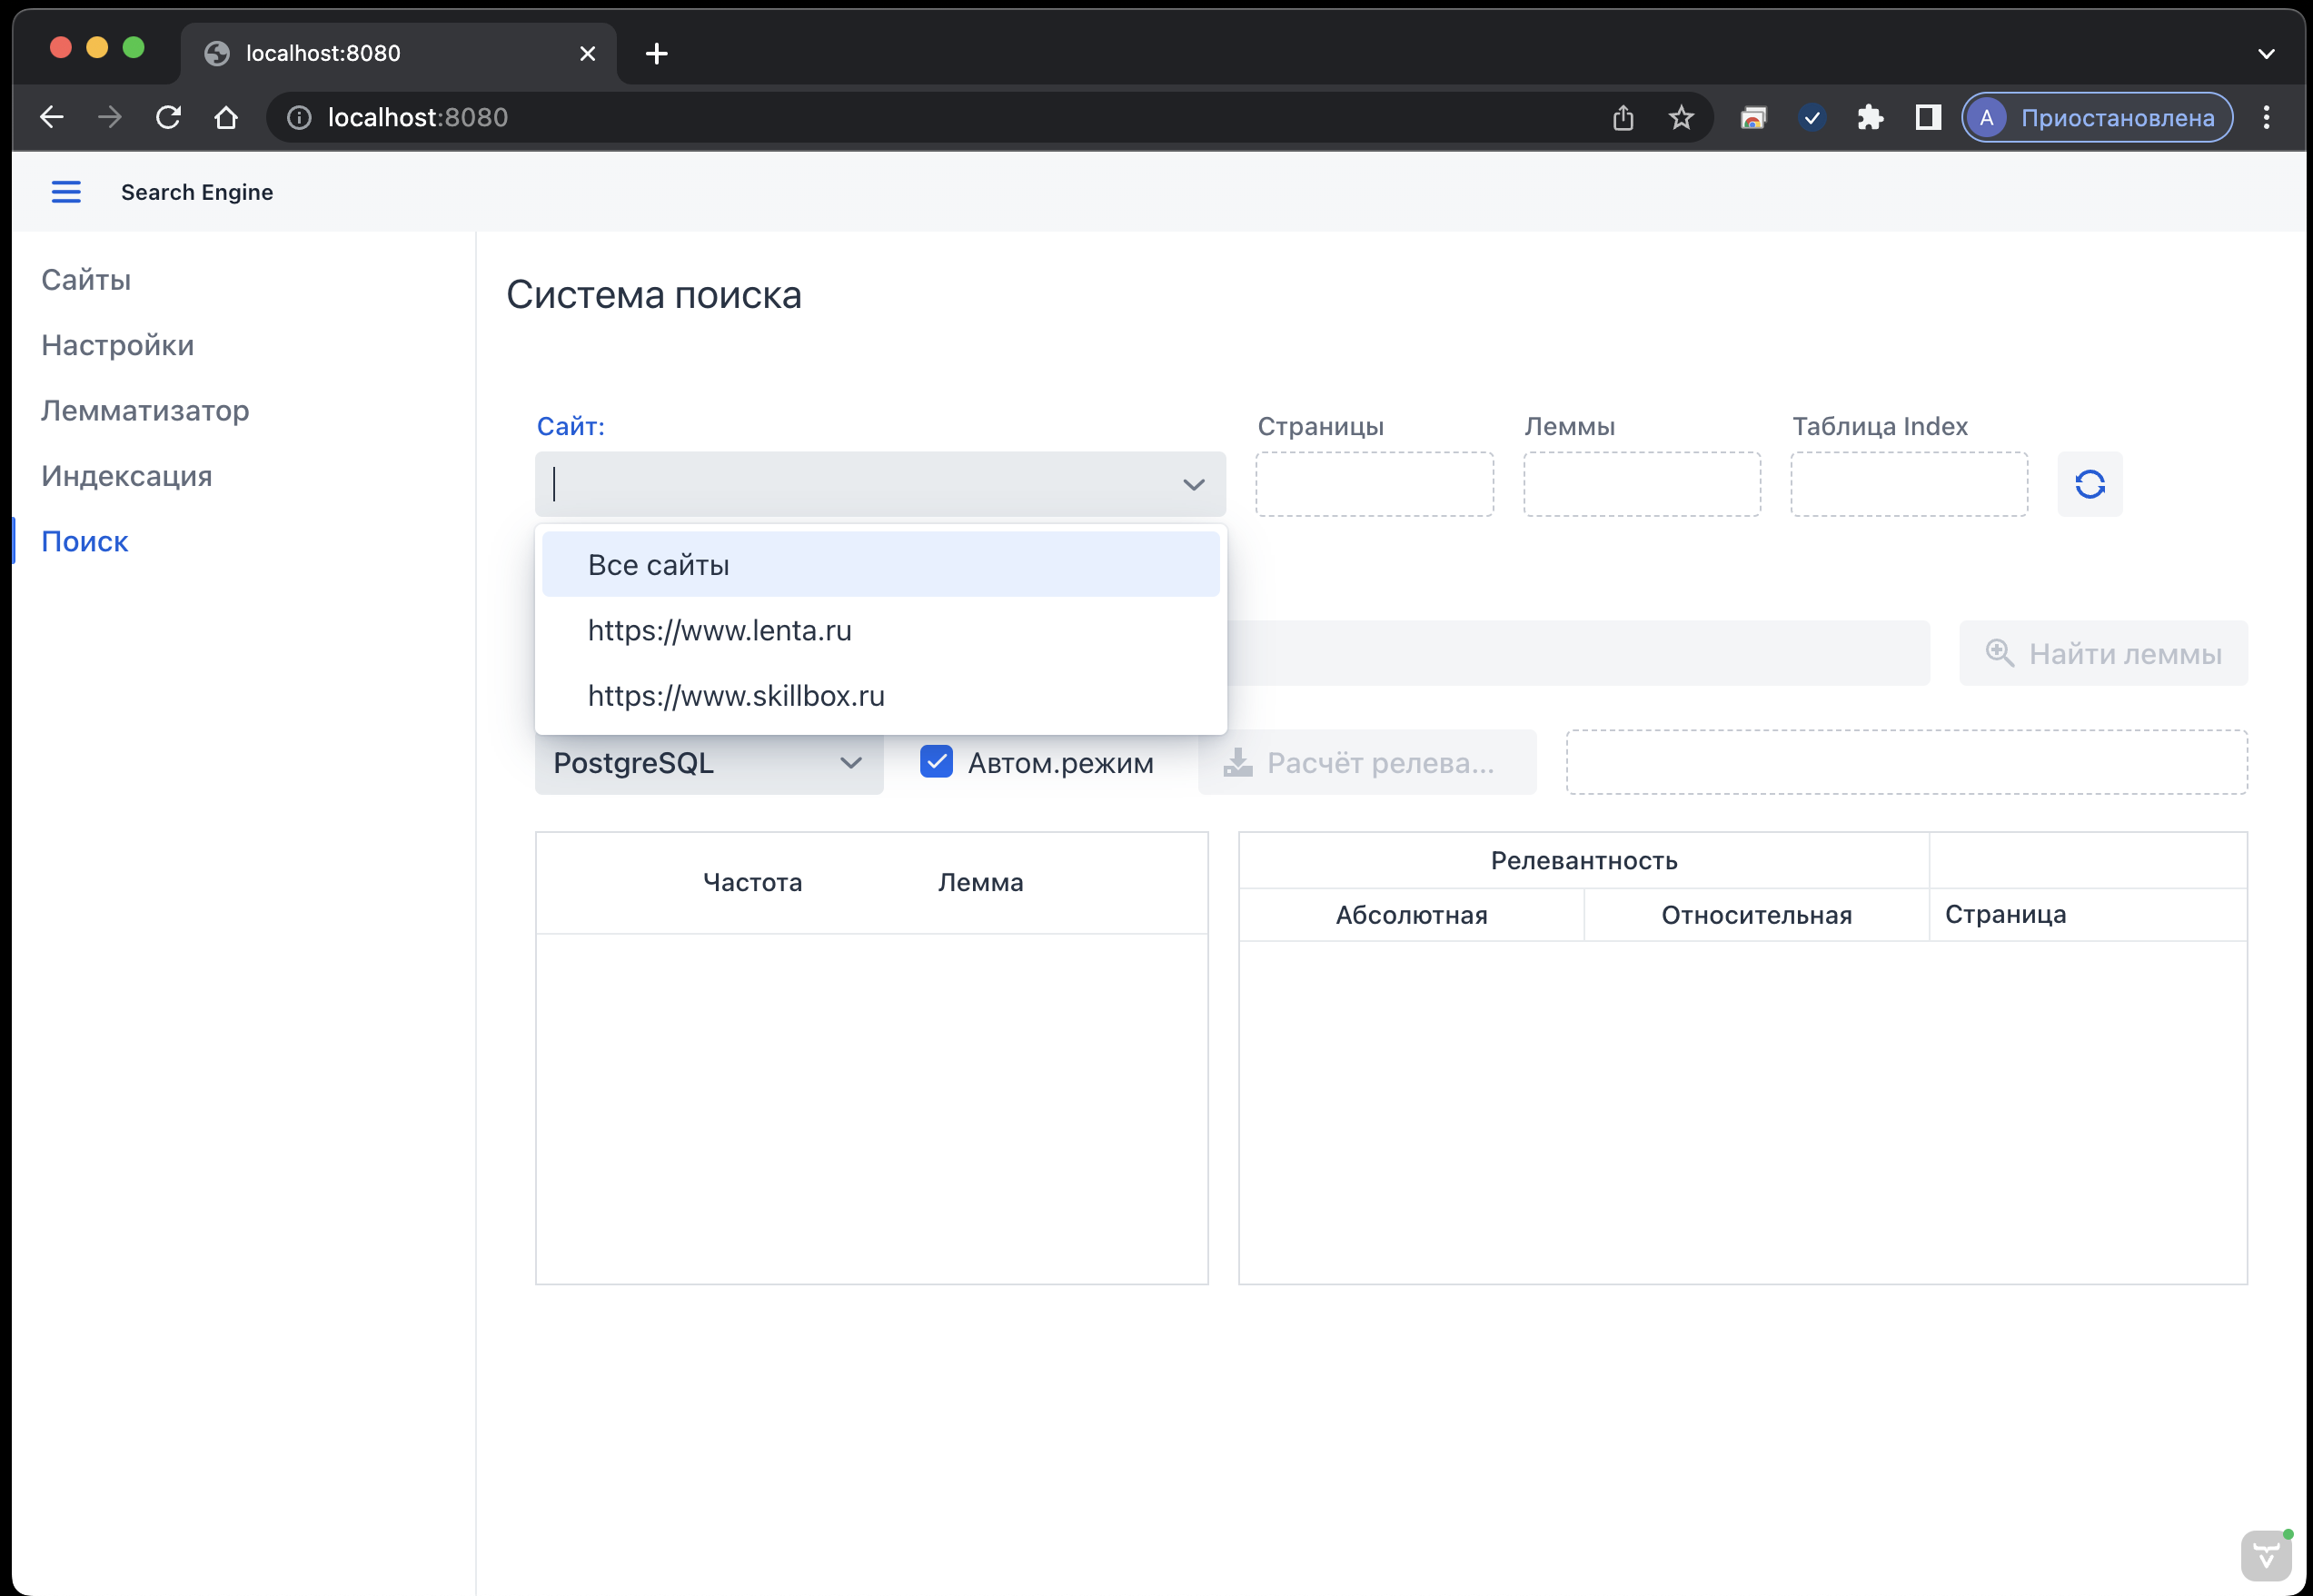 localhost:8080
localhost:8080
A Приостановлена
Search Engine
Сайты
Настройки
Лемматизатор
Индексация
Поиск
Система поиска
Сайт: Страницы Леммы Таблица Index
Все сайты
https://www.lenta.ru
https://www.skillbox.ru
Найти леммы
PostgreSQL Автом.режим Расчёт релева...
Частота Лемма
Релевантность
Абсолютная Относительная Страница